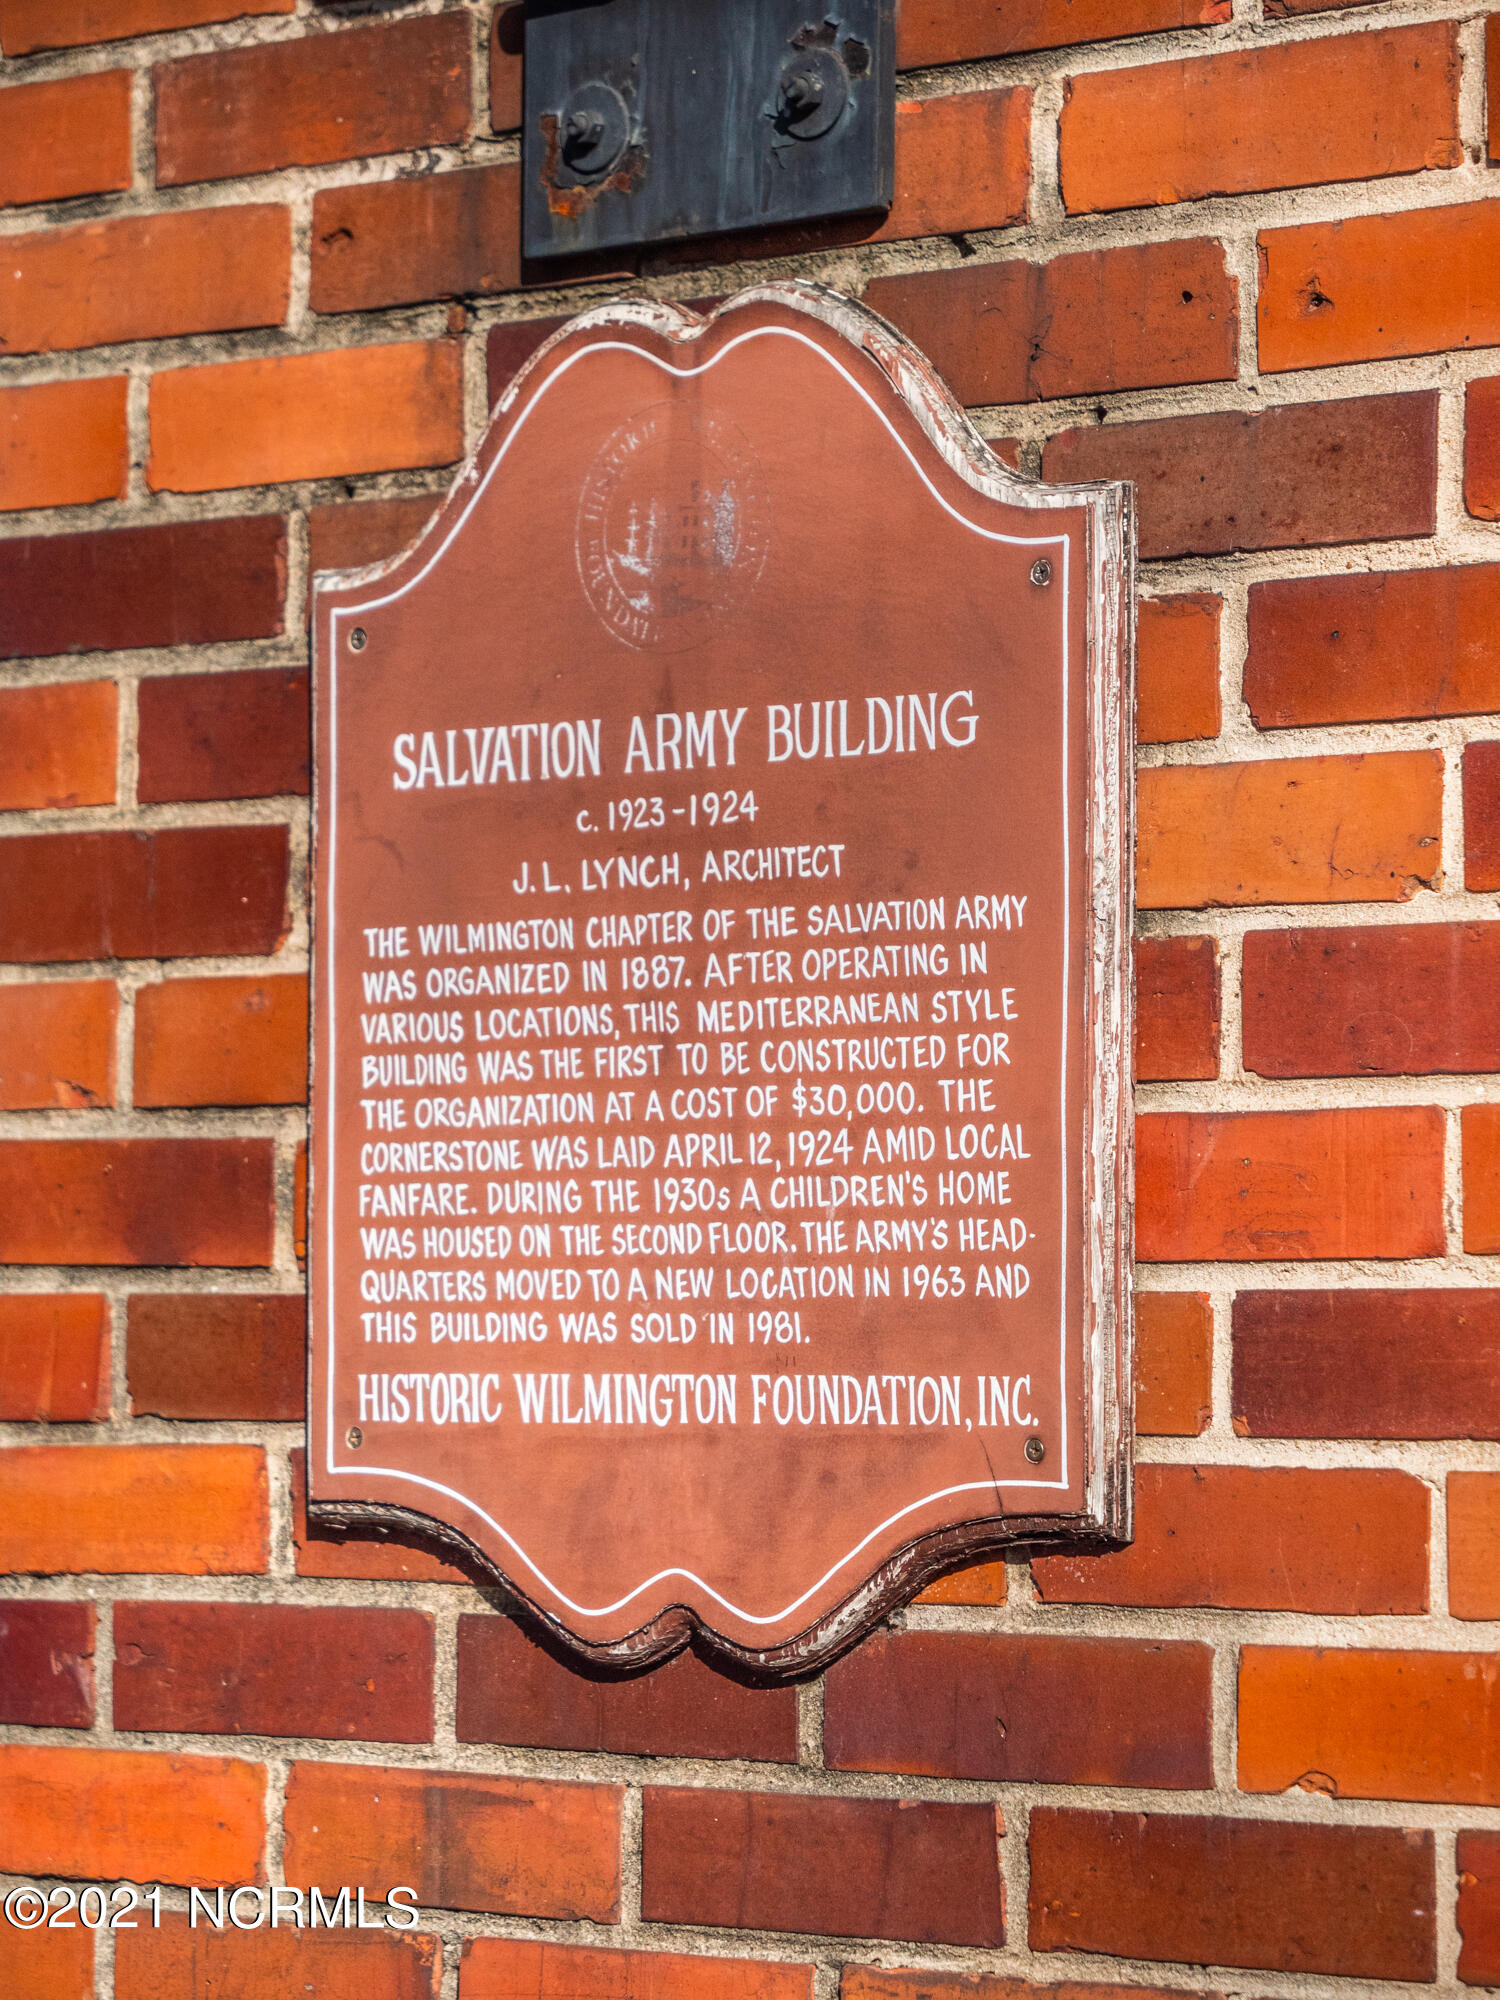 HISTORIC
FOUNDAT
SALVATION ARMY BUILDING
c. 1923-1924
J. L. LYNCH, ARCHITECT
THE WILMINGTON CHAPTER OF THE SALVATION ARMY
WAS ORGANIZED IN 1887. AFTER OPERATING IN
VARIOUS LOCATIONS, THIS MEDITERRANEAN STYLE
BUILDING WAS THE FIRST TO BE CONSTRUCTED FOR
THE ORGANIZATION AT A COST OF $30,000. THE
CORNERSTONE WAS LAID APRIL 12, 1924 AMID LOCAL
FANFARE. DURING THE 1930s A CHILDREN'S HOME
WAS HOUSED ON THE SECOND FLOOR. THE ARMY'S HEAD-
QUARTERS MOVED TO A NEW LOCATION IN 1963 AND
THIS BUILDING WAS SOLD IN 1981.
HISTORIC WILMINGTON FOUNDATION, INC.
©2021 NCRMLS